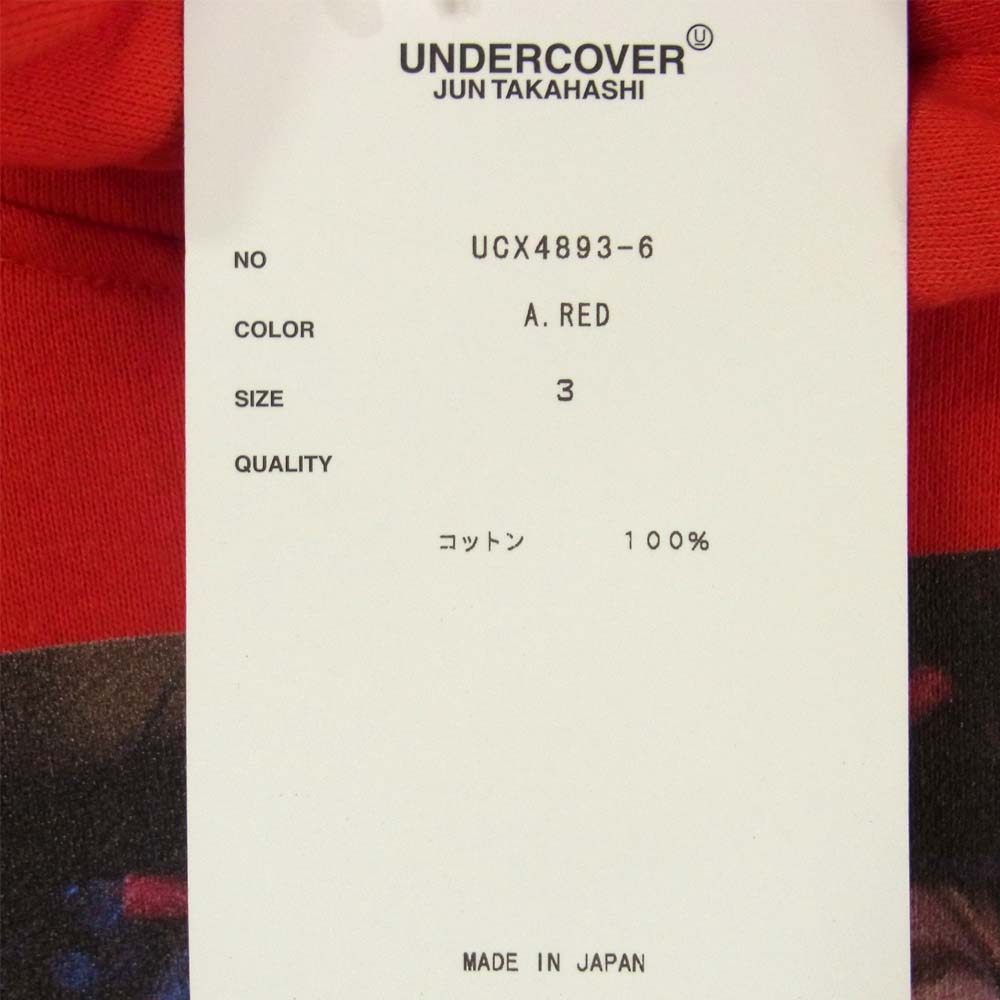 UNDERCOVER U
JUN TAKAHASHI
NO UCX4893-6
COLOR A.RED
SIZE 3
QUALITY
コットン 100%
MADE IN JAPAN